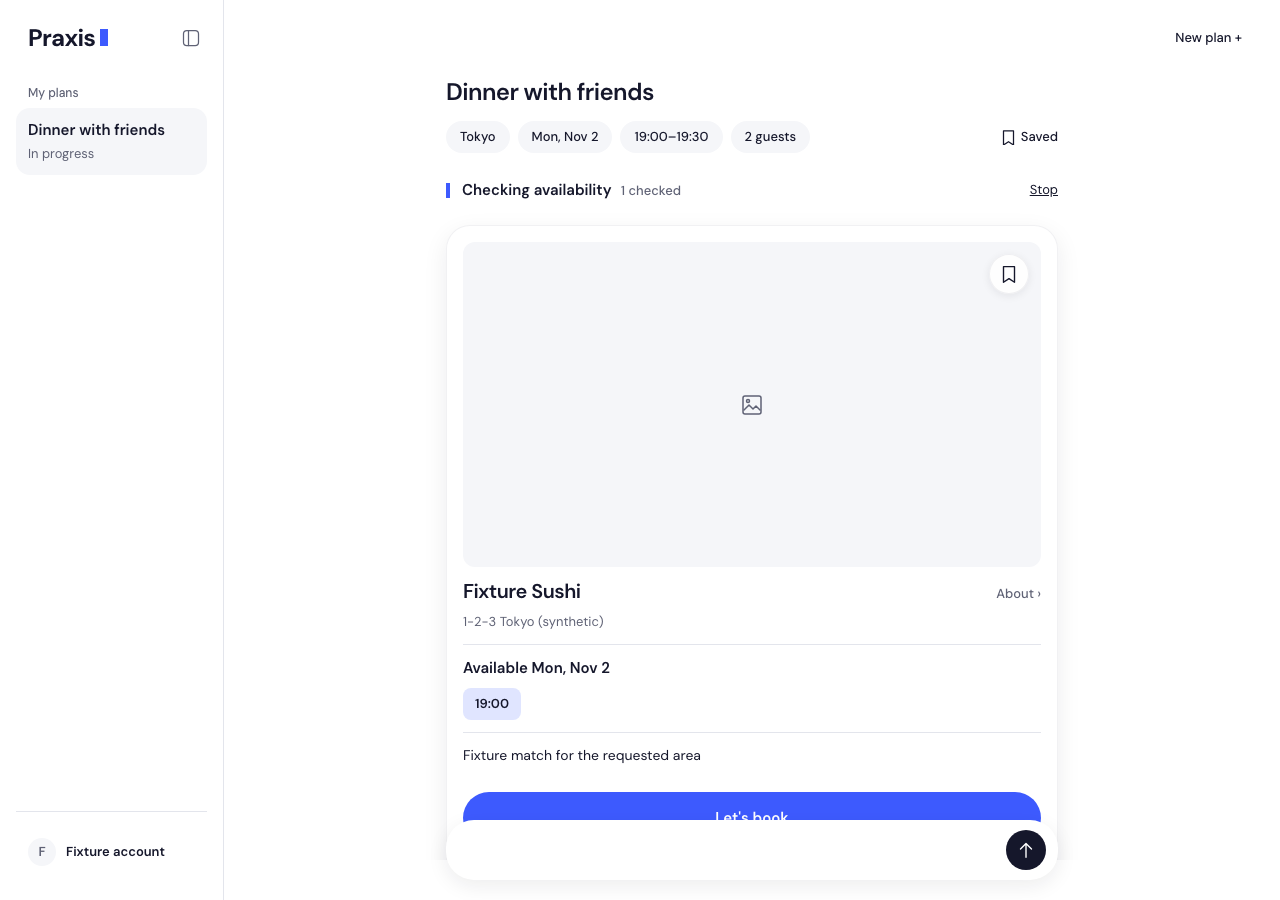 Praxis
New plan +
My plans
Dinner with friends
In progress
Dinner with friends
Tokyo
Mon, Nov 2
19:00–19:30
2 guests
Saved
Checking availability 1 checked
Stop
Fixture Sushi
About ›
1-2-3 Tokyo (synthetic)
Available Mon, Nov 2
19:00
Fixture match for the requested area
Let's book
F
Fixture account